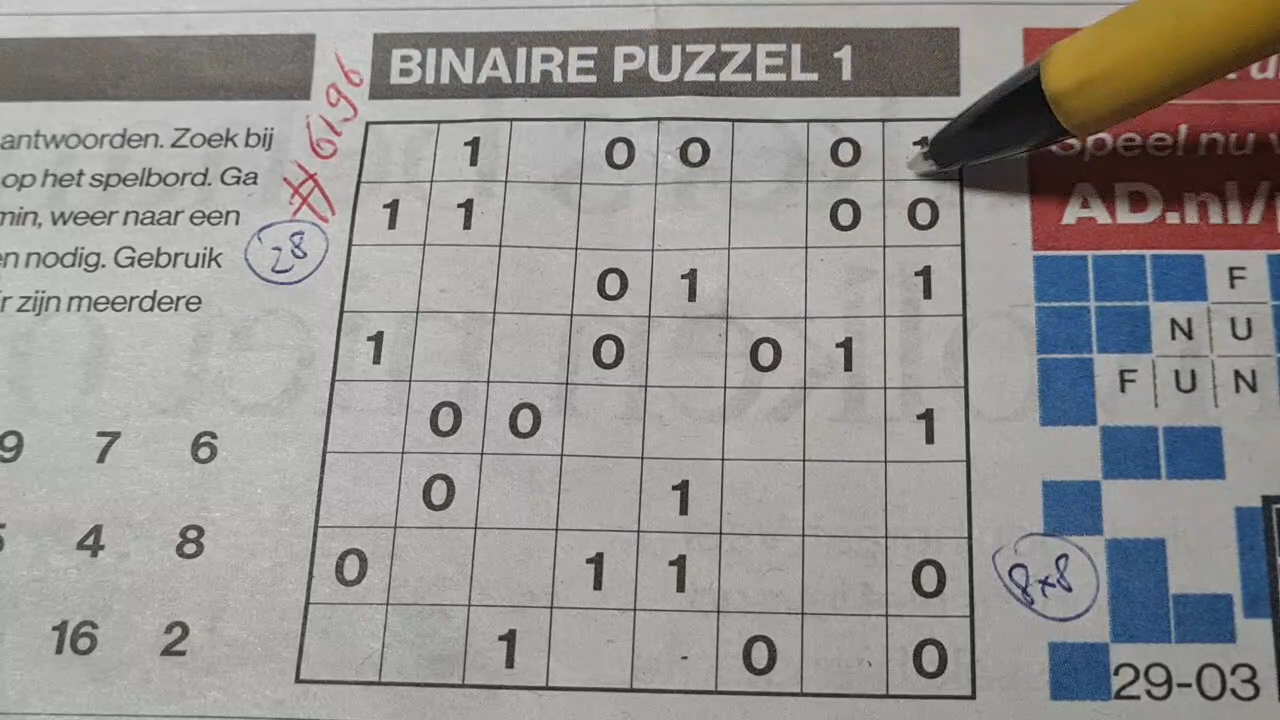 BINAIRE PUZZEL 1
#6196
antwoorden. Zoek bij
op het spelbord. Ga
min, weer naar een
en nodig. Gebruik
r zijn meerdere
'28
9 7 6
4 8
16 2
1 0 0 0 1
1 1 0 0
0 1 1
1 0 0 1
0 0 1
0 1
0 1 1 0
1 0 0
8x8
Speel nu
AD.nl/
F
N U
F U N
29-03